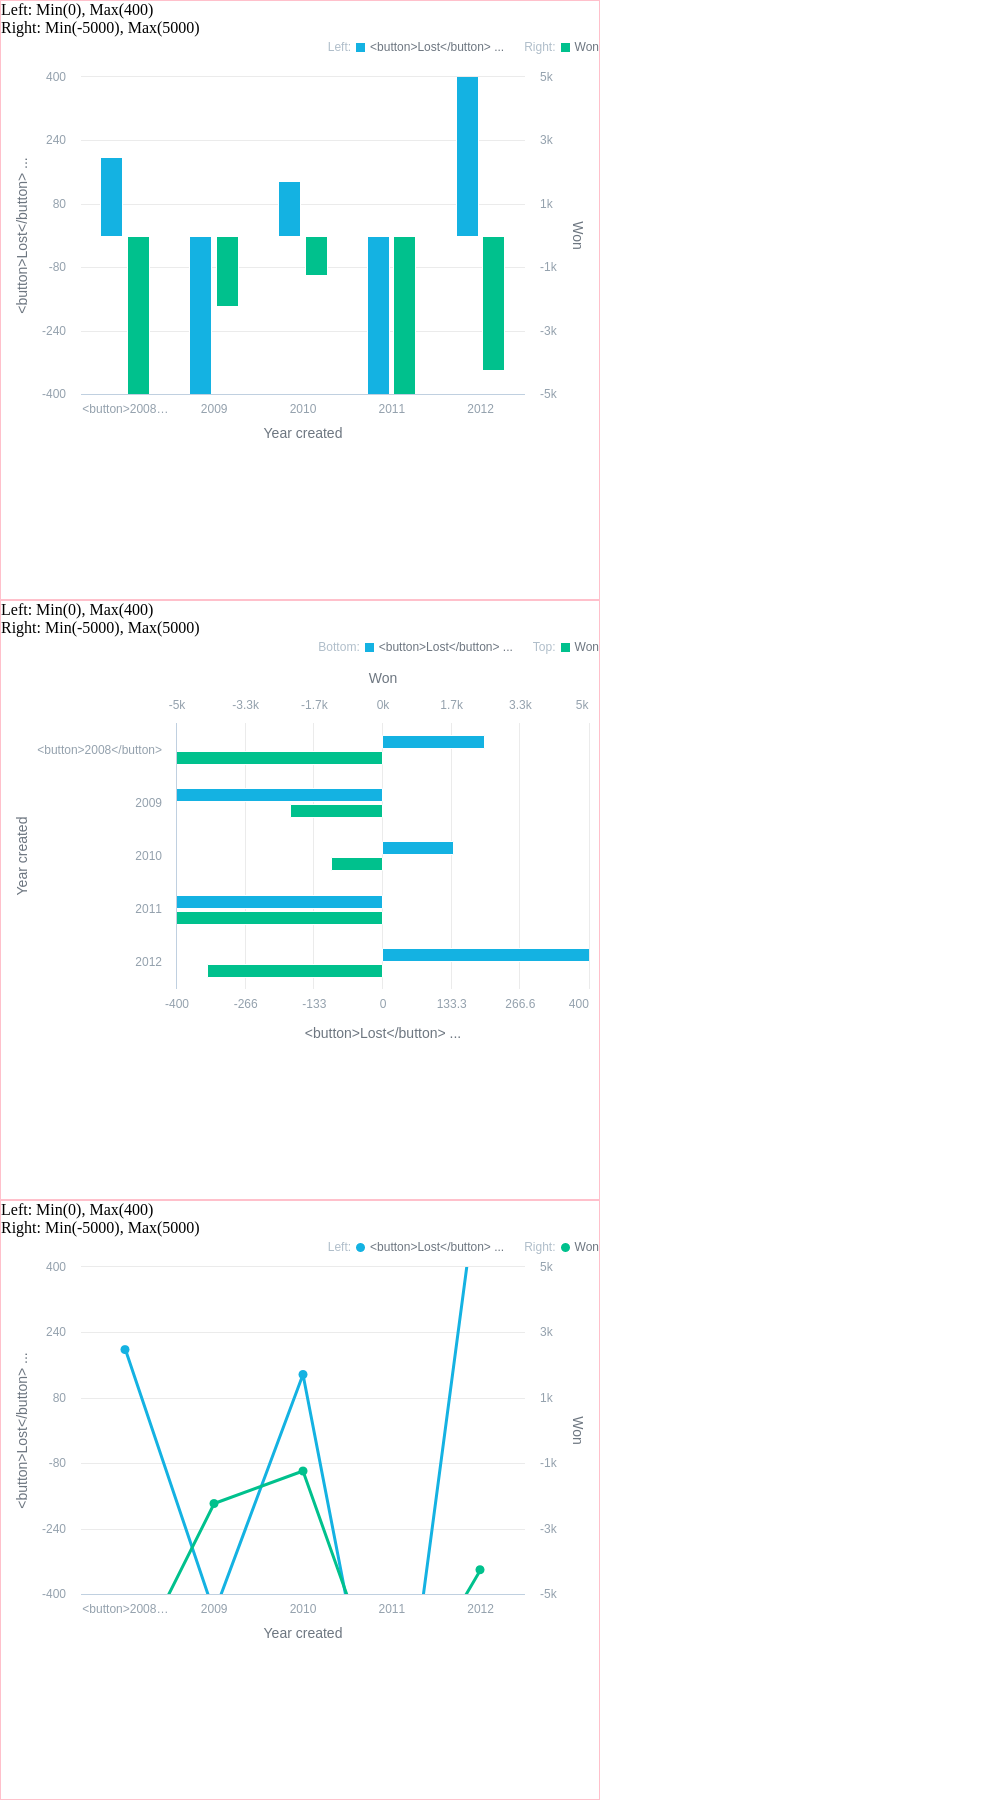 Left: Min(0), Max(400)
Right: Min(-5000), Max(5000)
Left: <button>Lost</button> ... Right: Won
400 5k
240 3k
80 1k
-80 -1k
-240 -3k
-400 -5k
<button>Lost</button> ...
Won
<button>2008… 2009 2010 2011 2012
Year created
Left: Min(0), Max(400)
Right: Min(-5000), Max(5000)
Bottom: <button>Lost</button> ... Top: Won
Won
-5k -3.3k -1.7k 0k 1.7k 3.3k 5k
<button>2008</button>
2009
2010
2011
2012
Year created
-400 -266 -133 0 133.3 266.6 400
<button>Lost</button> ...
Left: Min(0), Max(400)
Right: Min(-5000), Max(5000)
Left: <button>Lost</button> ... Right: Won
400 5k
240 3k
80 1k
-80 -1k
-240 -3k
-400 -5k
<button>Lost</button> ...
Won
<button>2008… 2009 2010 2011 2012
Year created